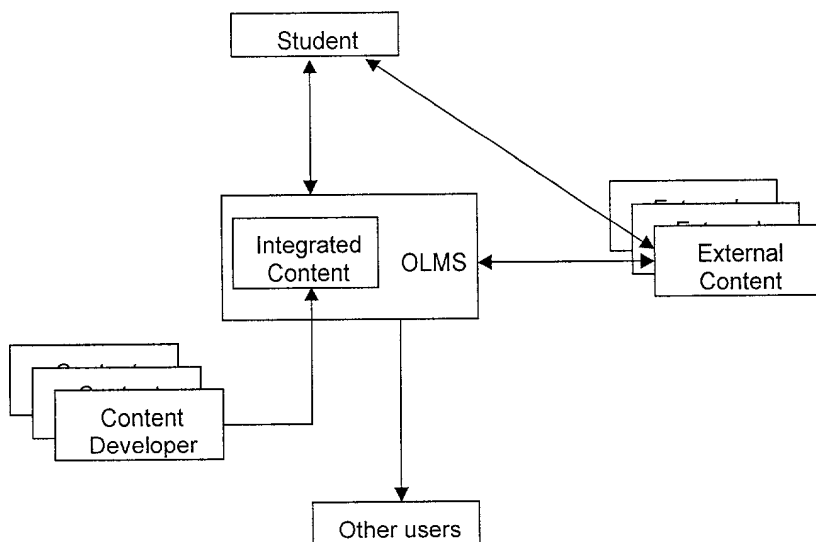 Student
Integrated
Content
OLMS
External
Content
Content
Developer
Other users